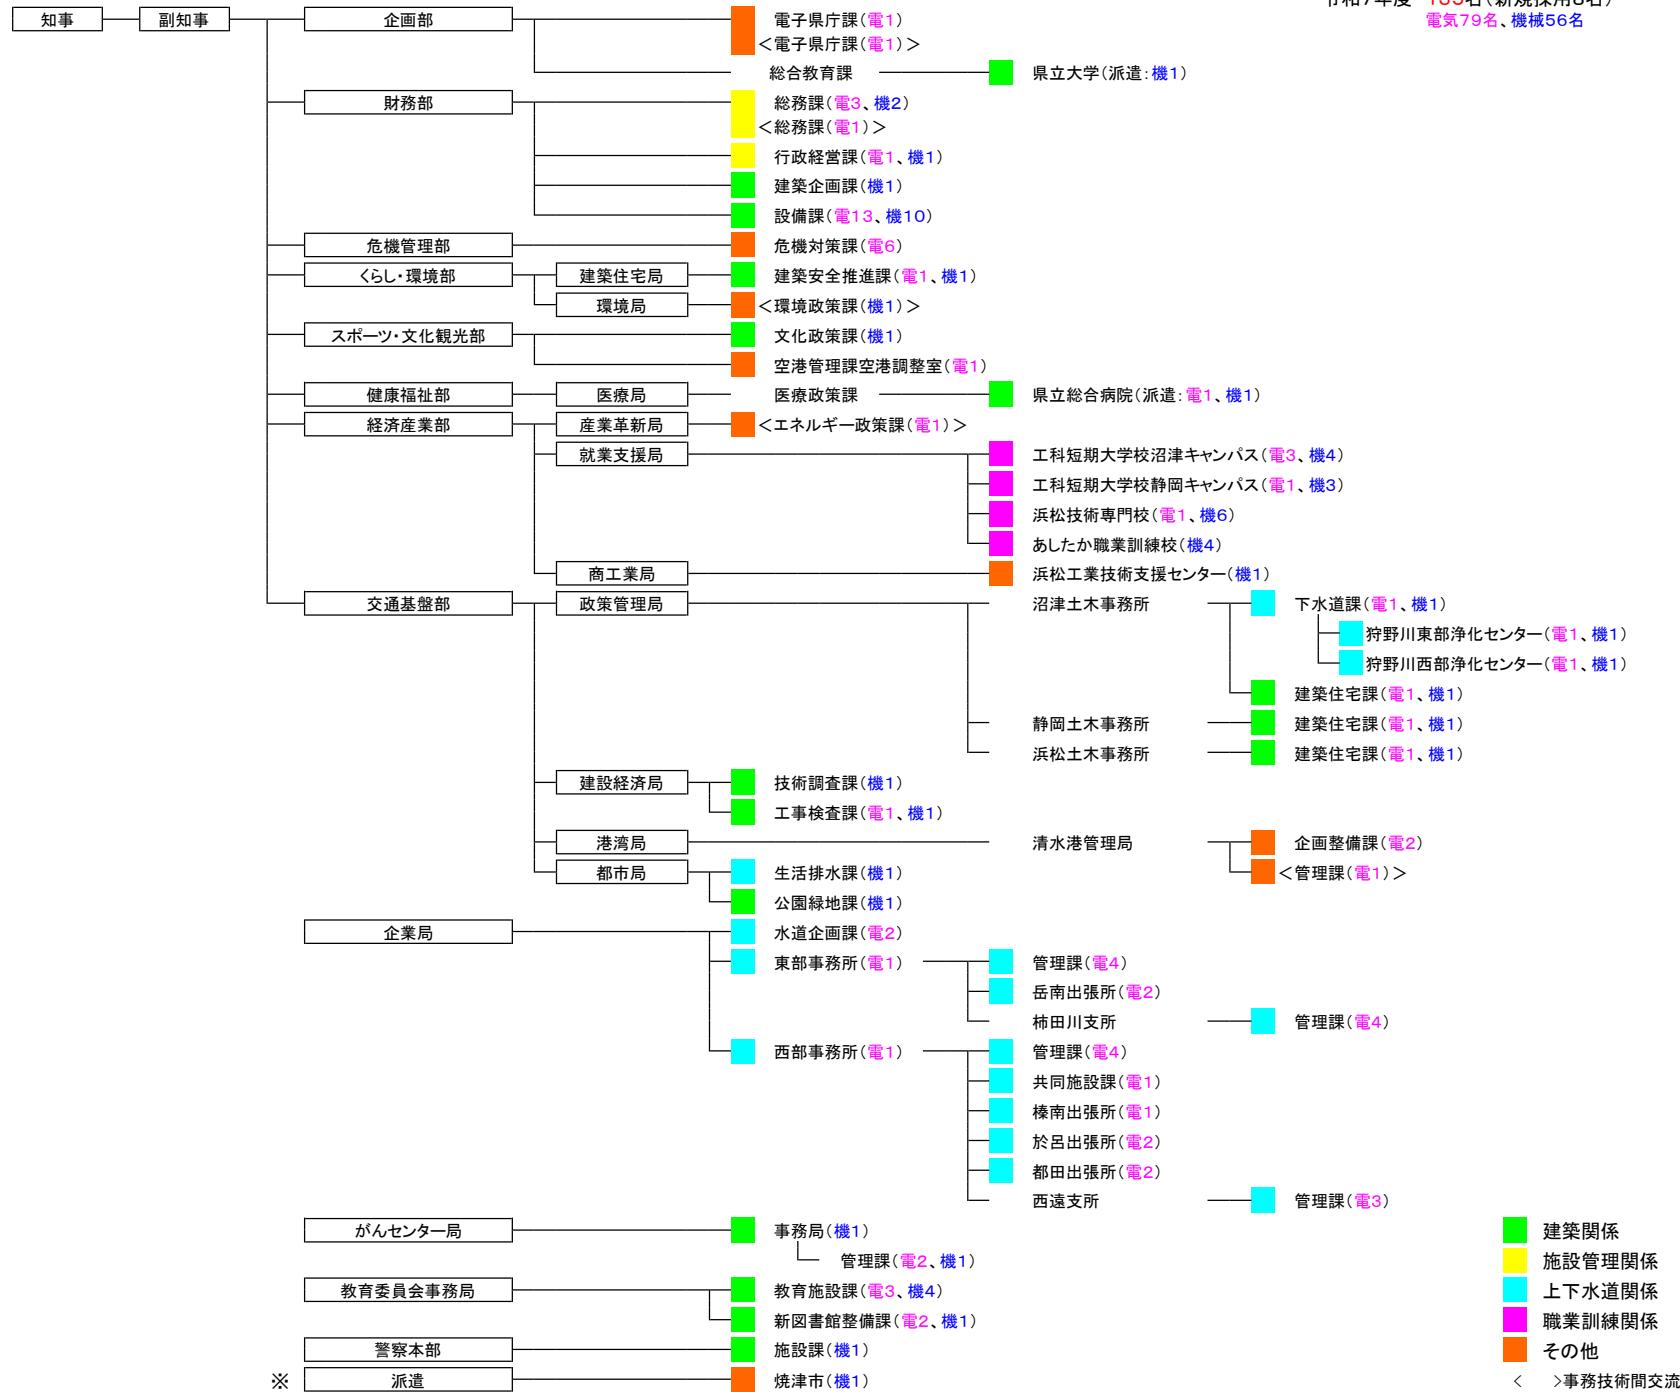 令和7年度 135名(新規採用8名)
電気79名、機械56名
知事 副知事 企画部 電子県庁課(電1)
<電子県庁課(電1)>
総合教育課 県立大学(派遣:機1)
財務部 総務課(電3、機2)
<総務課(電1)>
行政経営課(電1、機1)
建築企画課(機1)
設備課(電13、機10)
危機管理部 危機対策課(電6)
くらし・環境部 建築住宅局 建築安全推進課(電1、機1)
環境局 <環境政策課(機1)>
スポーツ・文化観光部 文化政策課(機1)
空港管理課空港調整室(電1)
健康福祉部 医療局 医療政策課 県立総合病院(派遣:電1、機1)
経済産業部 産業革新局 <エネルギー政策課(電1)>
就業支援局 工科短期大学校沼津キャンパス(電3、機4)
工科短期大学校静岡キャンパス(電1、機3)
浜松技術専門校(電1、機6)
あしたか職業訓練校(機4)
商工業局 浜松工業技術支援センター(機1)
交通基盤部 政策管理局 沼津土木事務所 下水道課(電1、機1)
狩野川東部浄化センター(電1、機1)
狩野川西部浄化センター(電1、機1)
建築住宅課(電1、機1)
静岡土木事務所 建築住宅課(電1、機1)
浜松土木事務所 建築住宅課(電1、機1)
建設経済局 技術調査課(機1)
工事検査課(電1、機1)
港湾局 清水港管理局 企画整備課(電2)
都市局 生活排水課(機1) <管理課(電1)>
公園緑地課(機1)
企業局 水道企画課(電2)
東部事務所(電1) 管理課(電4)
岳南出張所(電2)
柿田川支所 管理課(電4)
西部事務所(電1) 管理課(電4)
共同施設課(電1)
榛南出張所(電1)
於呂出張所(電2)
都田出張所(電2)
西遠支所 管理課(電3)
がんセンター局 事務局(機1)
管理課(電2、機1)
教育委員会事務局 教育施設課(電3、機4)
新図書館整備課(電2、機1)
警察本部 施設課(機1)
※ 派遣 焼津市(機1)
建築関係
施設管理関係
上下水道関係
職業訓練関係
その他
< >事務技術間交流